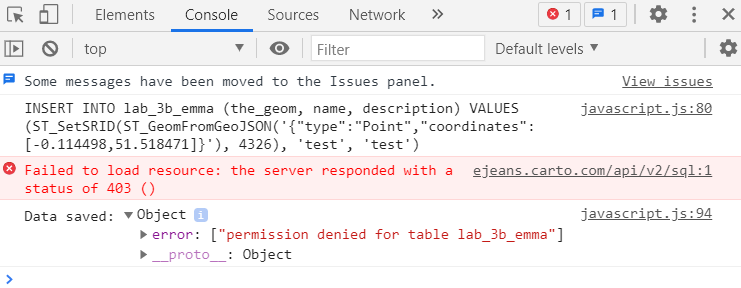 Elements Console Sources Network » 1 1
top Filter Default levels
Some messages have been moved to the Issues panel. View issues
INSERT INTO lab_3b_emma (the_geom, name, description) VALUES javascript.js:80
(ST_SetSRID(ST_GeomFromGeoJSON('{"type":"Point","coordinates":
[-0.114498,51.518471]}'), 4326), 'test', 'test')
Failed to load resource: the server responded with a ejeans.carto.com/api/v2/sql:1
status of 403 ()
Data saved: ▼Object i javascript.js:94
▶error: ["permission denied for table lab_3b_emma"]
▶__proto__: Object